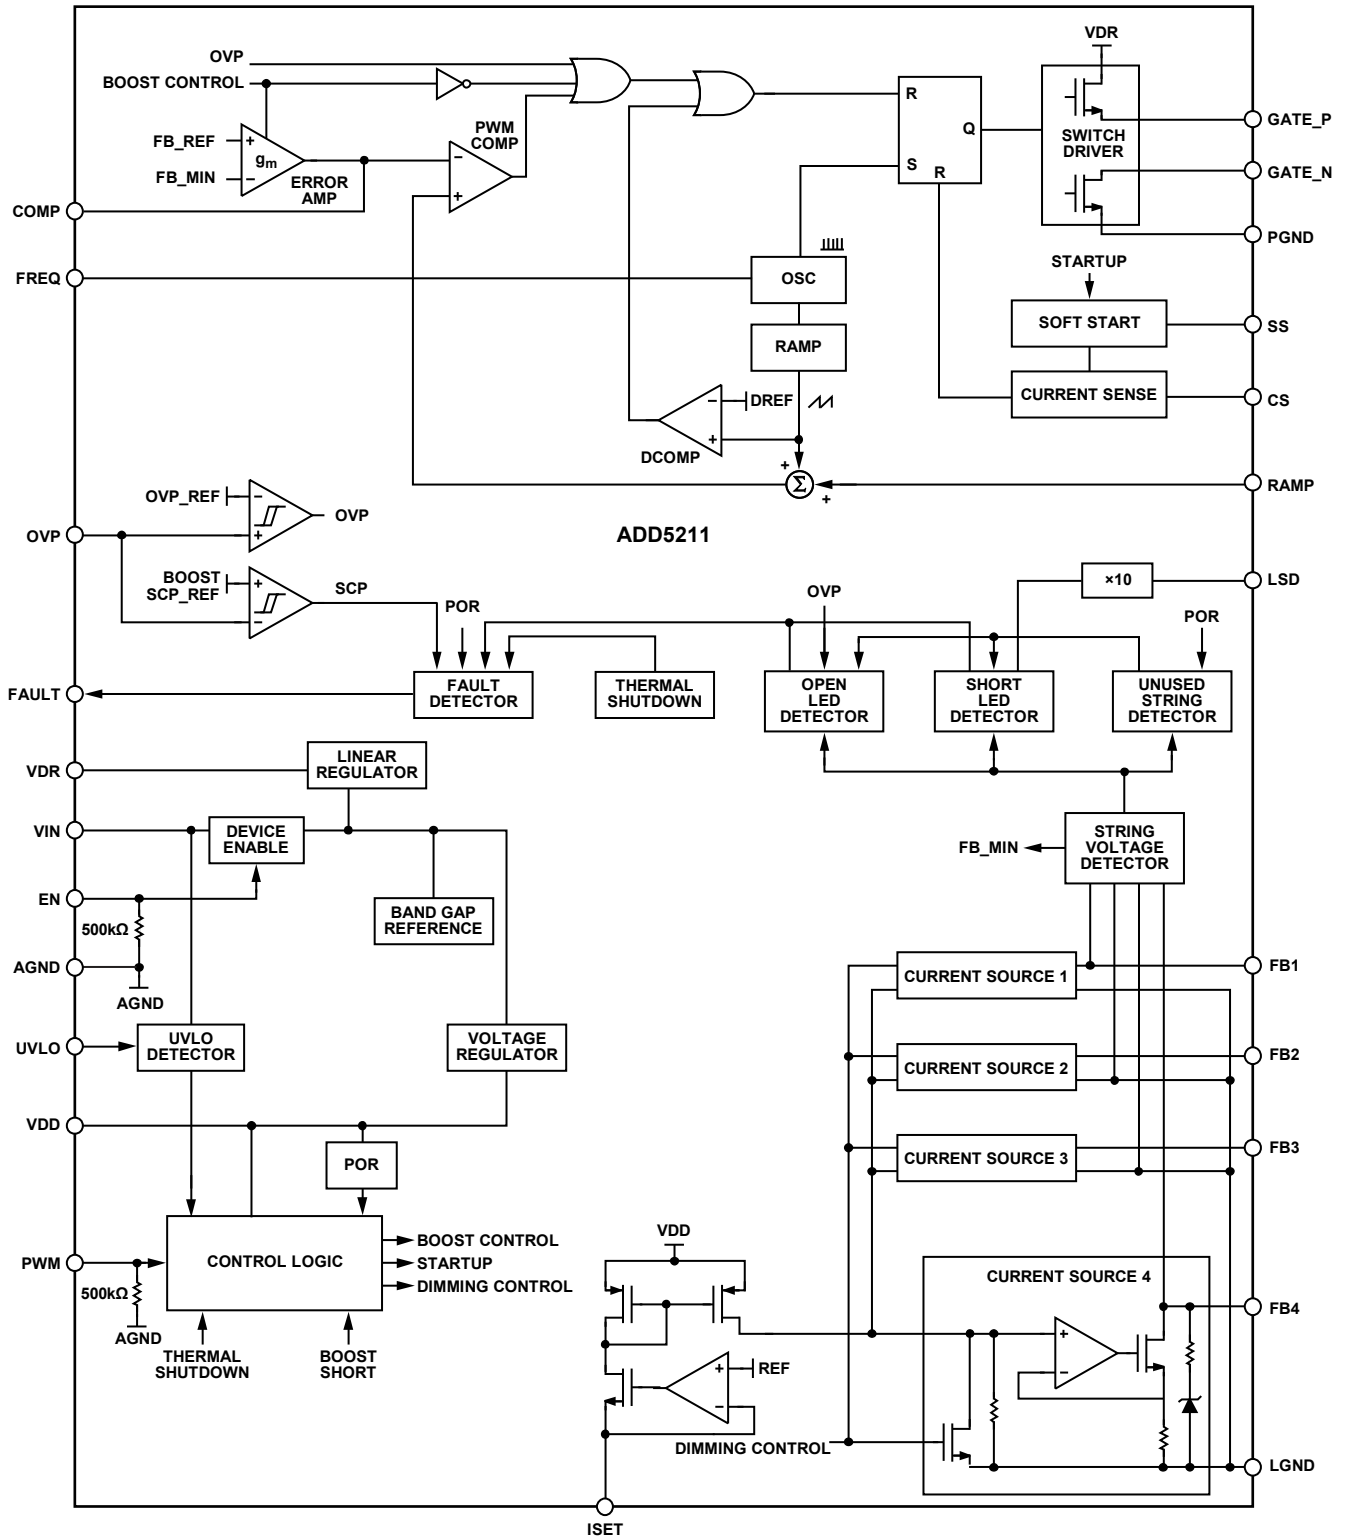 VDR
OVP
BOOST CONTROL
R
Q
S
R
GATE_P
SWITCH
DRIVER
GATE_N
PGND
FB_REF
+
gm
FB_MIN
−
ERROR
AMP
PWM
COMP
−
+
COMP
FREQ
OSC
RAMP
STARTUP
SOFT START
SS
CURRENT SENSE
CS
−
DREF
+
DCOMP
+
Σ
+
RAMP
OVP_REF
−
+
OVP
OVP
ADD5211
BOOST
SCP_REF
+
−
SCP
POR
OVP
×10
LSD
POR
FAULT
FAULT
DETECTOR
THERMAL
SHUTDOWN
OPEN
LED
DETECTOR
SHORT
LED
DETECTOR
UNUSED
STRING
DETECTOR
VDR
LINEAR
REGULATOR
VIN
DEVICE
ENABLE
FB_MIN
STRING
VOLTAGE
DETECTOR
EN
500kΩ
BAND GAP
REFERENCE
AGND
AGND
CURRENT SOURCE 1
FB1
UVLO
UVLO
DETECTOR
VOLTAGE
REGULATOR
CURRENT SOURCE 2
FB2
VDD
POR
CURRENT SOURCE 3
FB3
PWM
500kΩ
AGND
CONTROL LOGIC
BOOST CONTROL
STARTUP
DIMMING CONTROL
THERMAL
SHUTDOWN
BOOST
SHORT
VDD
CURRENT SOURCE 4
FB4
+
−
+
REF
−
DIMMING CONTROL
LGND
ISET